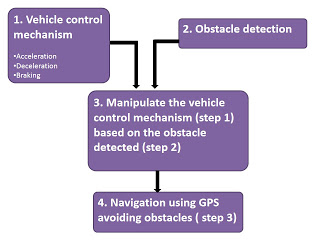 1. Vehicle control
mechanism
•Acceleration
•Deceleration
•Braking
2. Obstacle detection
3. Manipulate the vehicle
control mechanism (step 1)
based on the obstacle
detected (step 2)
4. Navigation using GPS
avoiding obstacles ( step 3)